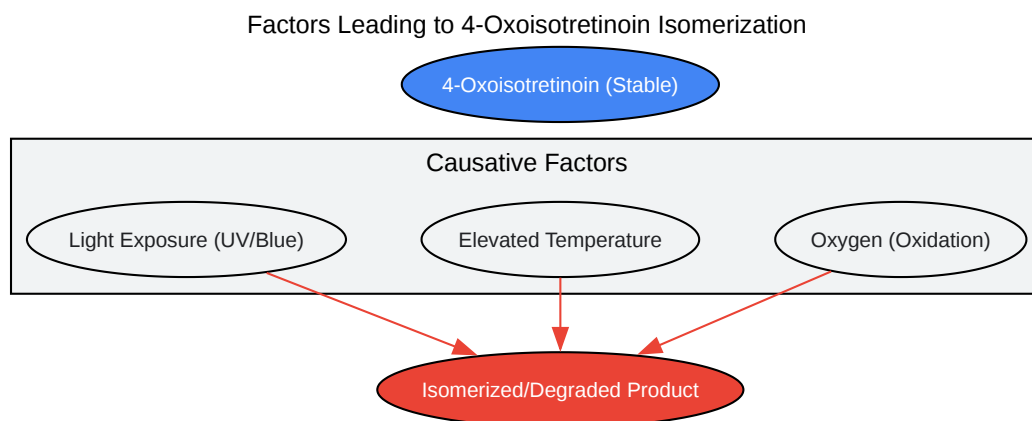 Factors Leading to 4-Oxoisotretinoin Isomerization
4-Oxoisotretinoin (Stable)
Causative Factors
Light Exposure (UV/Blue)
Elevated Temperature
Oxygen (Oxidation)
Isomerized/Degraded Product